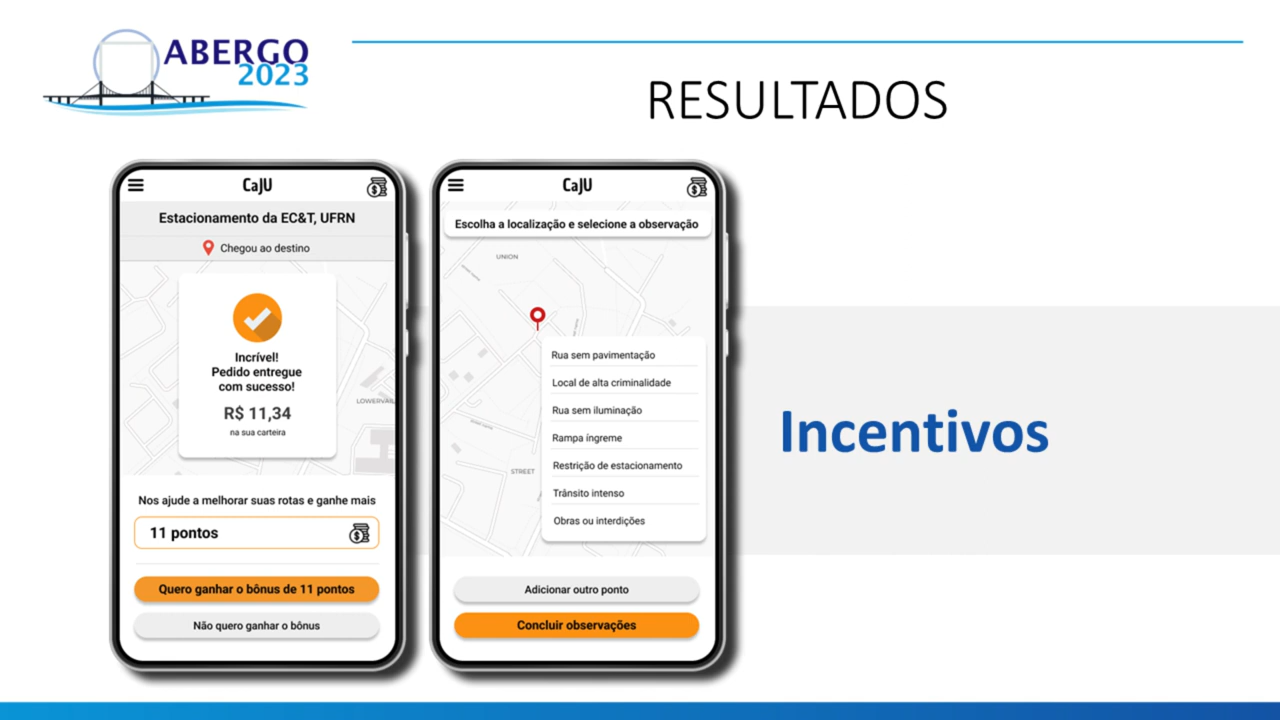 ABERGO
2023
RESULTADOS
CaJU
Estacionamento da EC&T, UFRN
Chegou ao destino
Incrível!
Pedido entregue
com sucesso!
R$ 11,34
na sua carteira
LOWERVAIL
Nos ajude a melhorar suas rotas e ganhe mais
11 pontos
Quero ganhar o bônus de 11 pontos
Não quero ganhar o bônus
CaJU
Escolha a localização e selecione a observação
UNION
Rua sem pavimentação
Local de alta criminalidade
Rua sem iluminação
Rampa íngreme
Restrição de estacionamento
STREET
Trânsito intenso
Obras ou interdições
Adicionar outro ponto
Concluir observações
Incentivos